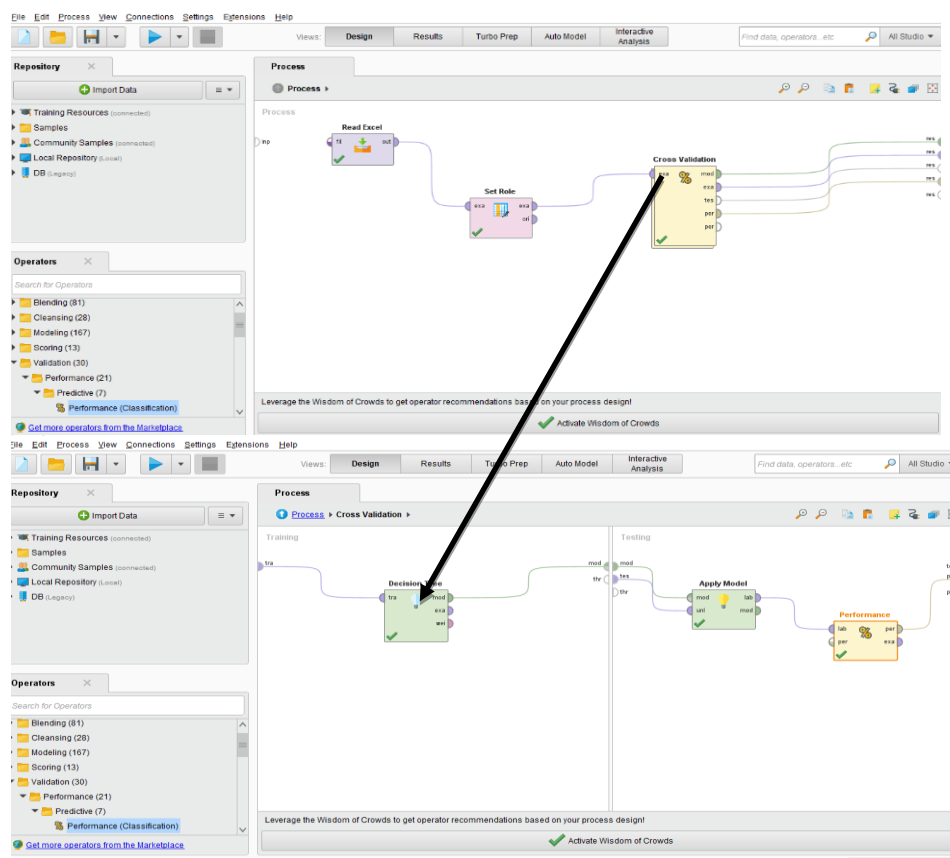 File Edit Process View Connections Settings Extensions Help
Views: Design Results Turbo Prep Auto Model Interactive Analysis Find data, operators...etc All Studio
Repository
Import Data
Training Resources (connected)
Samples
Community Samples (connected)
Local Repository (Local)
DB (Legacy)
Process
Process
Process
inp
Read Excel
fil out
Set Role
exa exa
ori
Cross Validation
exa mod
exa
tes
per
per
res
res
res
res
res
Operators
Search for Operators
Blending (81)
Cleansing (28)
Modeling (167)
Scoring (13)
Validation (30)
Performance (21)
Predictive (7)
Performance (Classification)
Get more operators from the Marketplace
Leverage the Wisdom of Crowds to get operator recommendations based on your process design!
Activate Wisdom of Crowds
File Edit Process View Connections Settings Extensions Help
Views: Design Results Turbo Prep Auto Model Interactive Analysis Find data, operators...etc All Studio
Repository
Import Data
Training Resources (connected)
Samples
Community Samples (connected)
Local Repository (Local)
DB (Legacy)
Process
Process Cross Validation
Training
tra
Decision
tra mod
exa
wei
mod
thr
Testing
mod
tes
thr
Apply Model
mod lab
unl mod
Performance
lab per
per exa
Operators
Search for Operators
Blending (81)
Cleansing (28)
Modeling (167)
Scoring (13)
Validation (30)
Performance (21)
Predictive (7)
Performance (Classification)
Get more operators from the Marketplace
Leverage the Wisdom of Crowds to get operator recommendations based on your process design!
Activate Wisdom of Crowds